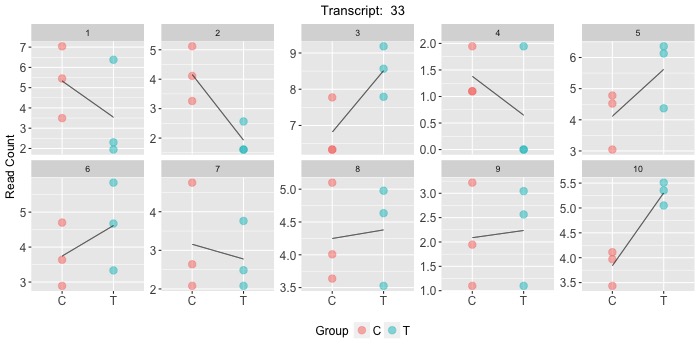 Transcript: 33
1 2 3 4 5
7 6 5 4 3 2
5 4 3 2
9 8 7
2.0 1.5 1.0 0.5 0.0
6 5 4 3
Read Count
6 7 8 9 10
5 4 3
4 3 2
5.0 4.5 4.0 3.5
3.0 2.5 2.0 1.5 1.0
5.5 5.0 4.5 4.0 3.5
C T C T C T C T C T
Group C T